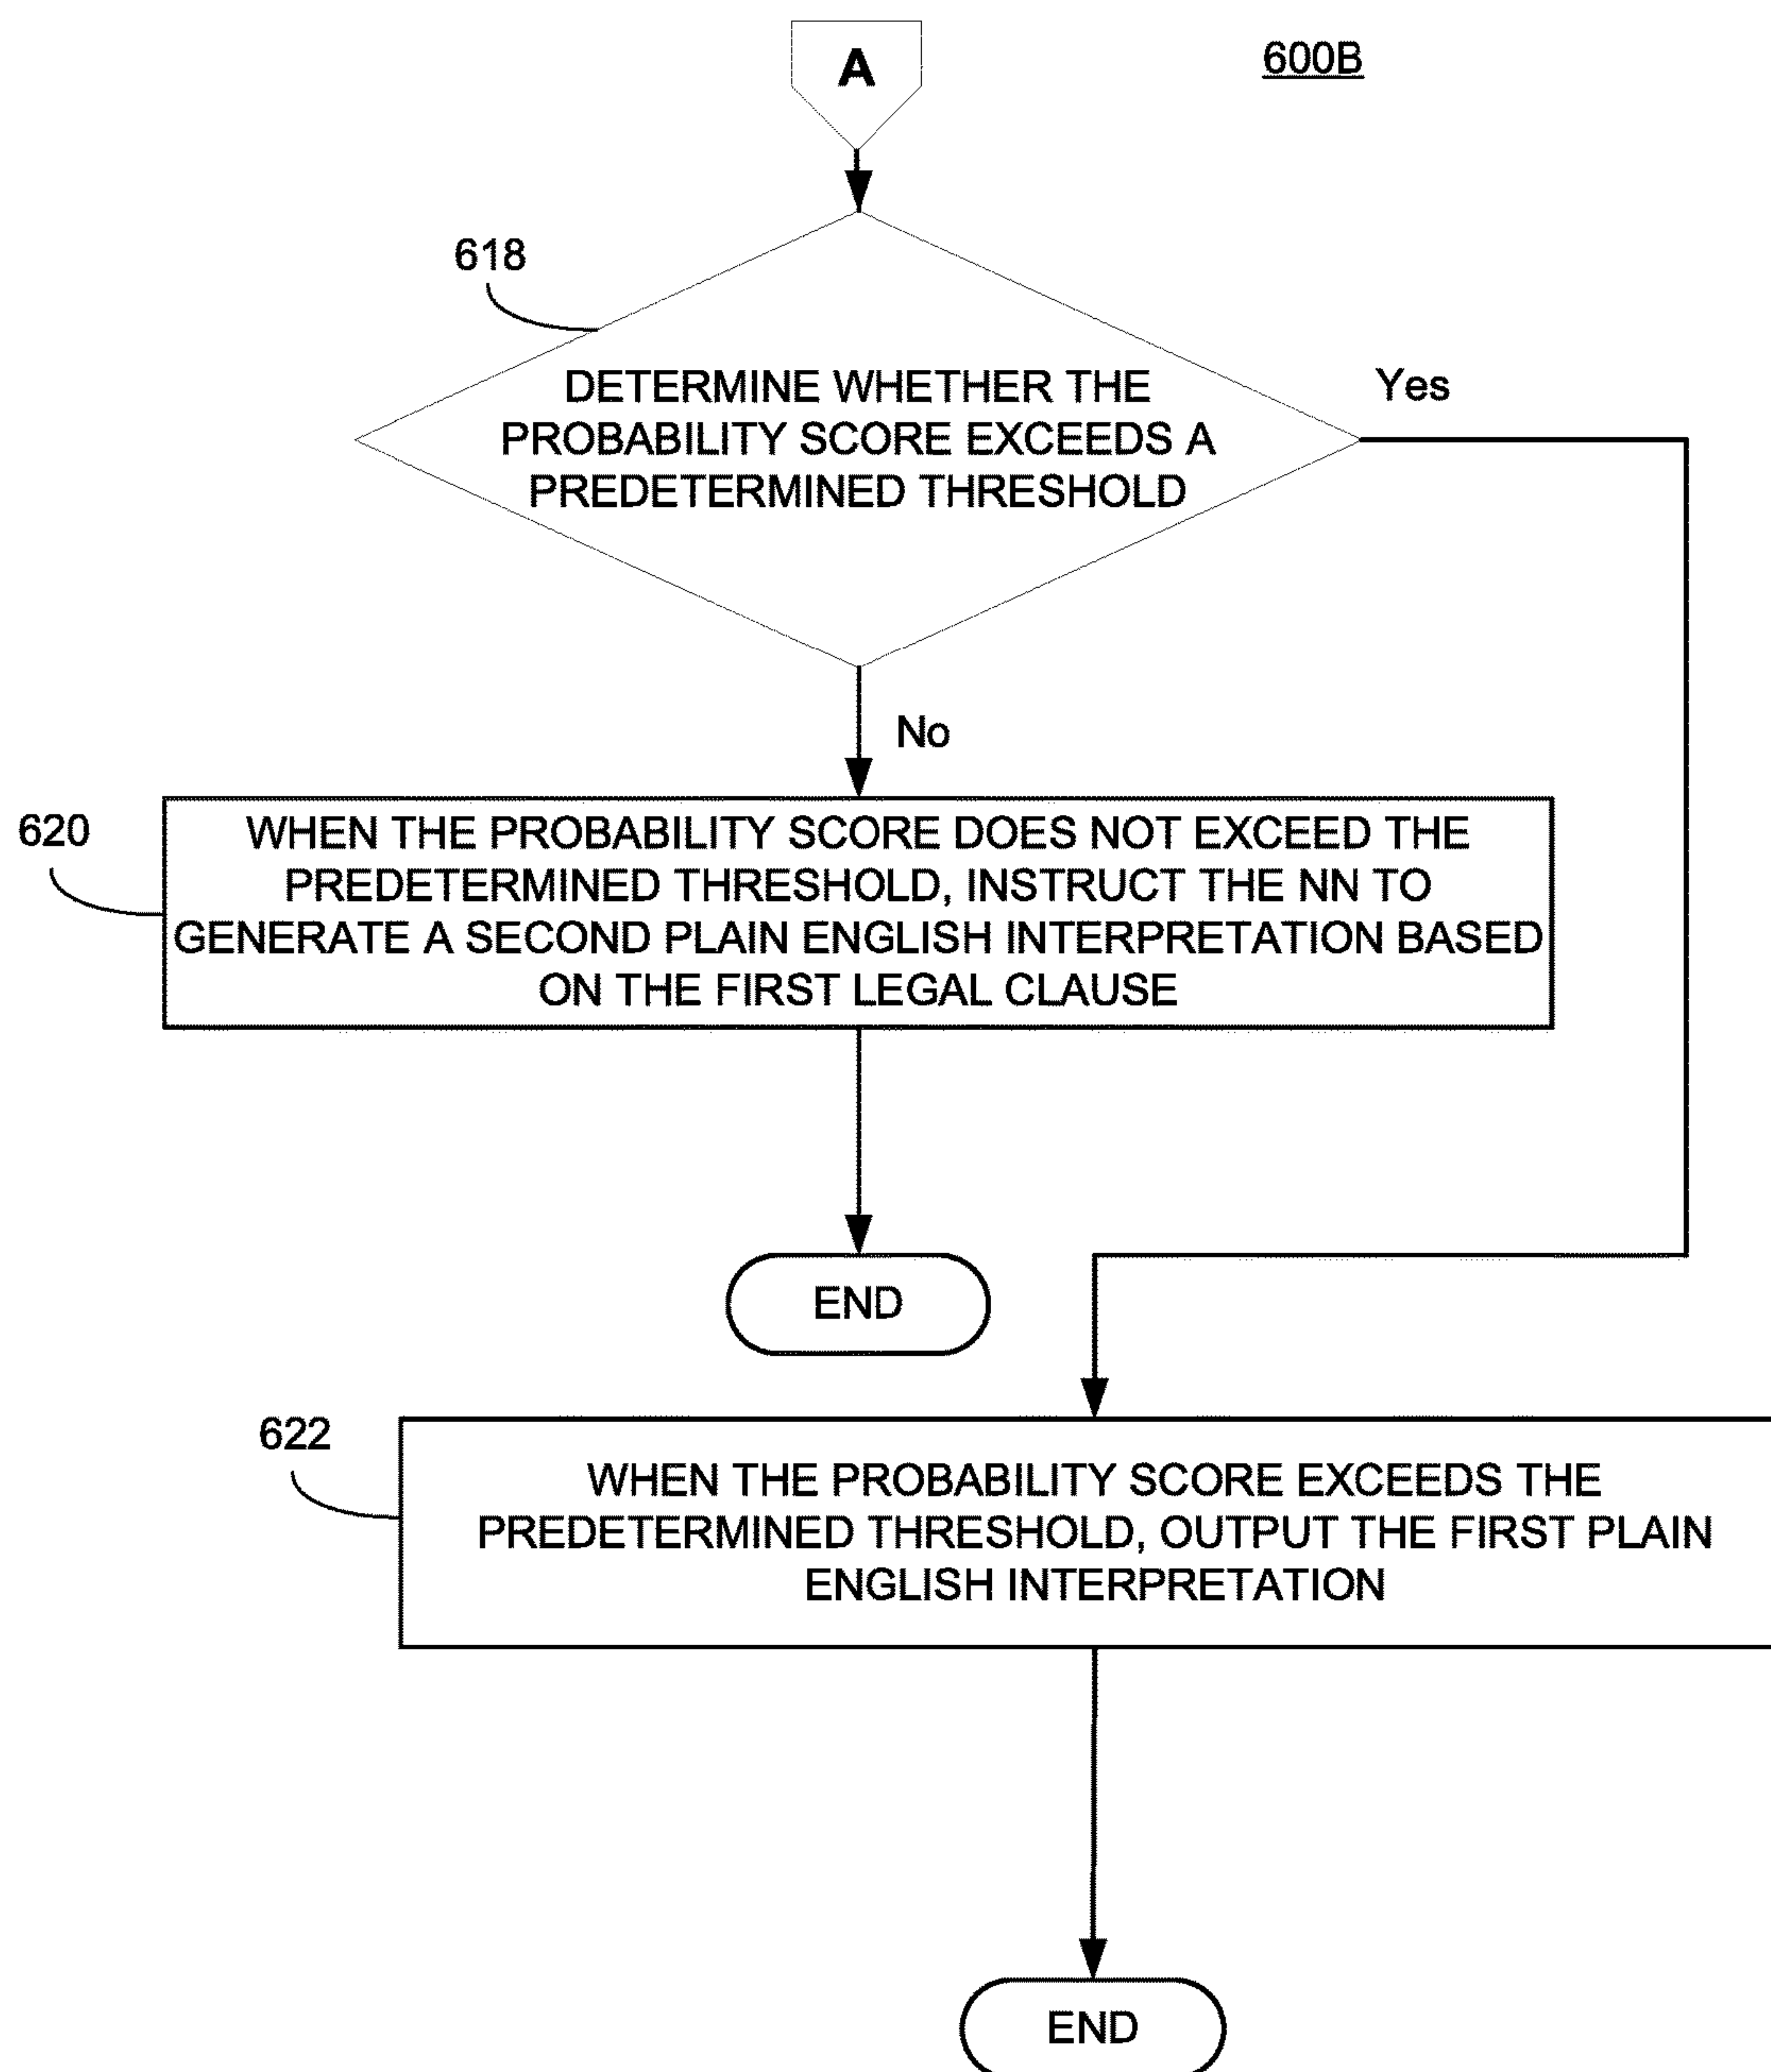 A
600B
618
DETERMINE WHETHER THE
PROBABILITY SCORE EXCEEDS A
PREDETERMINED THRESHOLD
Yes
No
620
WHEN THE PROBABILITY SCORE DOES NOT EXCEED THE
PREDETERMINED THRESHOLD, INSTRUCT THE NN TO
GENERATE A SECOND PLAIN ENGLISH INTERPRETATION BASED
ON THE FIRST LEGAL CLAUSE
END
622
WHEN THE PROBABILITY SCORE EXCEEDS THE
PREDETERMINED THRESHOLD, OUTPUT THE FIRST PLAIN
ENGLISH INTERPRETATION
END